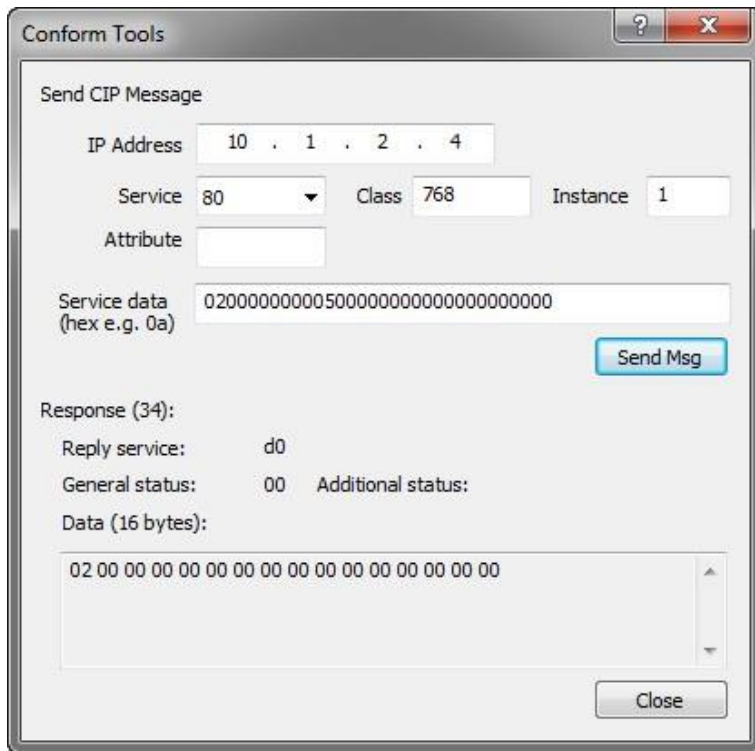 Conform Tools
Send CIP Message
IP Address 10 . 1 . 2 . 4
Service 80 Class 768 Instance 1
Attribute
Service data 02000000000500000000000000000000
(hex e.g. 0a)
Send Msg
Response (34):
Reply service: d0
General status: 00 Additional status:
Data (16 bytes):
02 00 00 00 00 00 00 00 00 00 00 00 00 00 00 00
Close